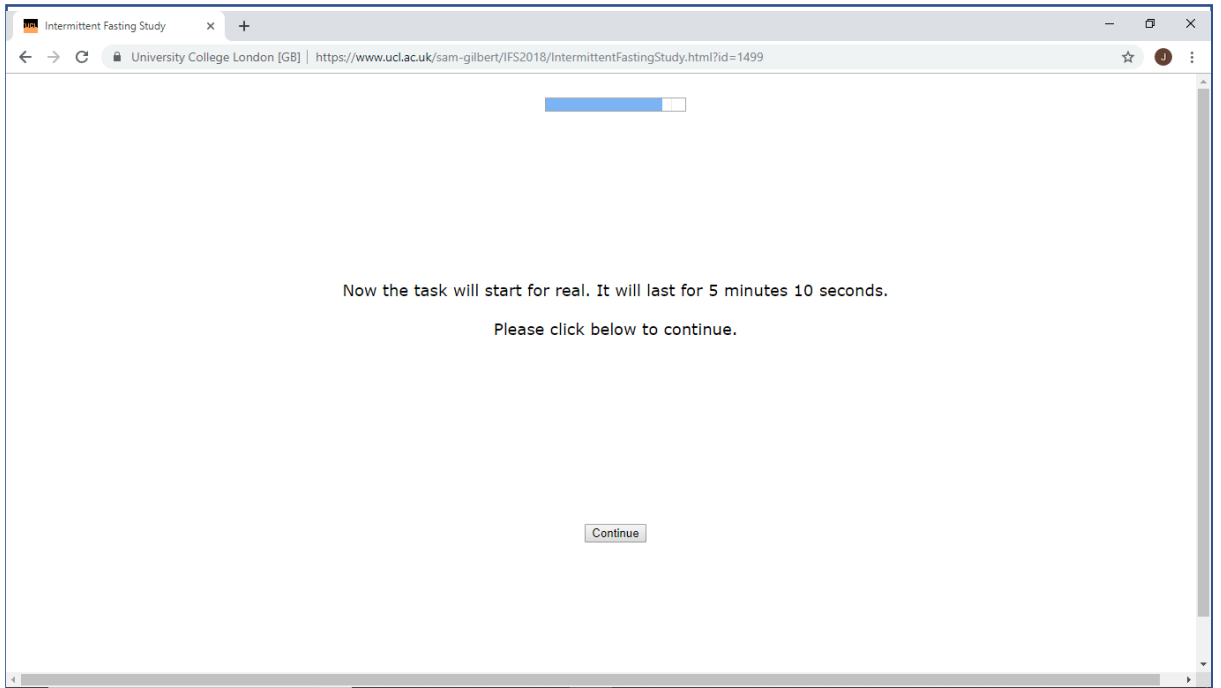 UCL Intermittent Fasting Study
University College London [GB] | https://www.ucl.ac.uk/sam-gilbert/IFS2018/IntermittentFastingStudy.html?id=1499
J
Now the task will start for real. It will last for 5 minutes 10 seconds.
Please click below to continue.
Continue